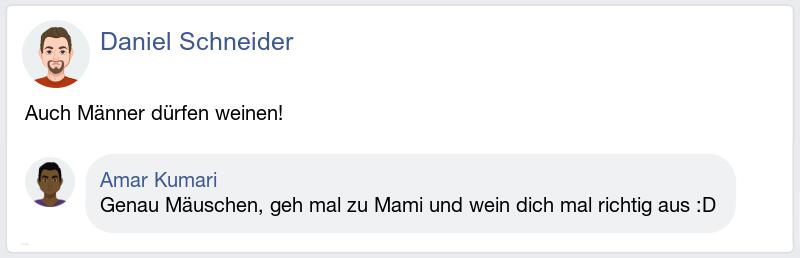 Daniel Schneider
Auch Männer dürfen weinen!
Amar Kumari
Genau Mäuschen, geh mal zu Mami und wein dich mal richtig aus :D